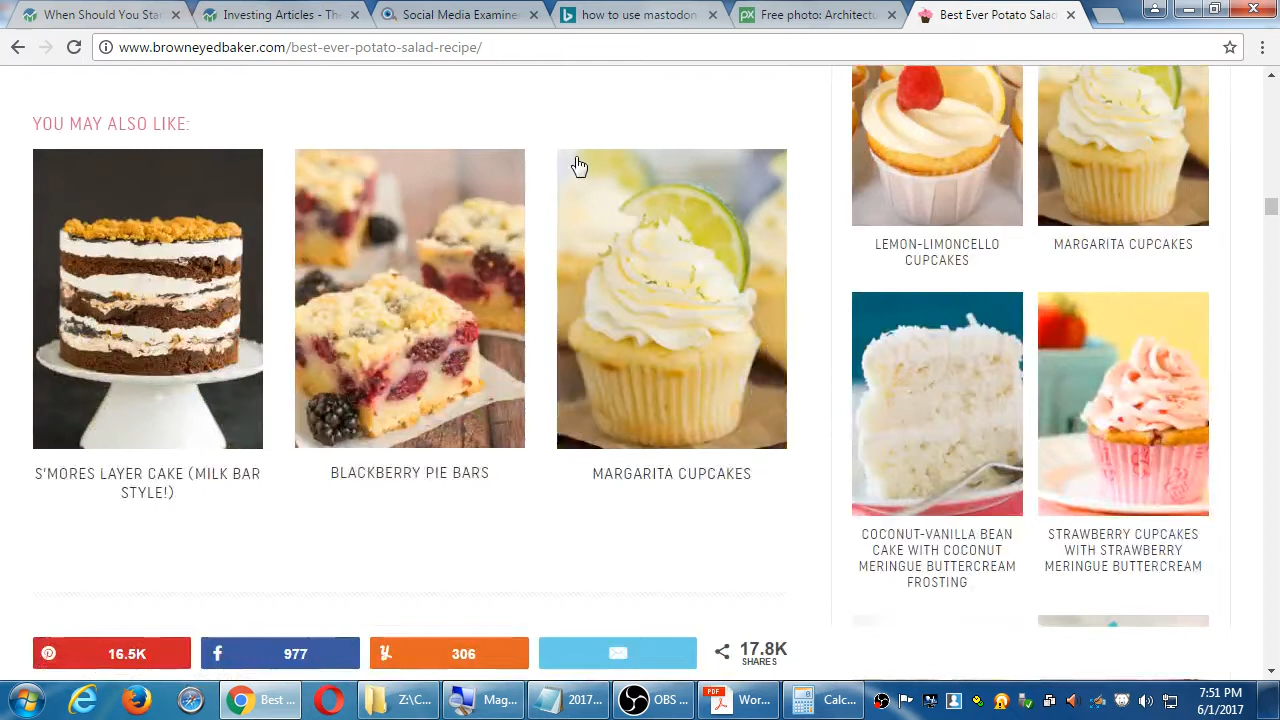 When Should You Star
Investing Articles - The
Social Media Examine
how to use mastodon
Free photo: Architectu
Best Ever Potato Salad
www.browneyedbaker.com/best-ever-potato-salad-recipe/
YOU MAY ALSO LIKE:
S'MORES LAYER CAKE (MILK BAR
STYLE!)
BLACKBERRY PIE BARS
MARGARITA CUPCAKES
LEMON-LIMONCELLO
CUPCAKES
MARGARITA CUPCAKES
COCONUT-VANILLA BEAN
CAKE WITH COCONUT
MERINGUE BUTTERCREAM
FROSTING
STRAWBERRY CUPCAKES
WITH STRAWBERRY
MERINGUE BUTTERCREAM
16.5K
977
306
17.8K
SHARES
Best ...
Z:\C...
Mag...
2017...
OBS ...
PDF
Wor...
Calc...
7:51 PM
6/1/2017